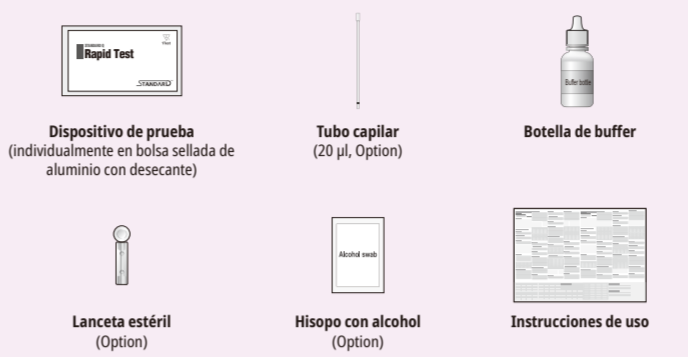 STANDARD Q
Rapid Test
STANDARD
Dispositivo de prueba
(individualmente en bolsa sellada de
aluminio con desecante)
Tubo capilar
(20 μl, Option)
Buffer bottle
Botella de buffer
Lanceta estéril
(Option)
Alcohol swab
Hisopo con alcohol
(Option)
Instrucciones de uso